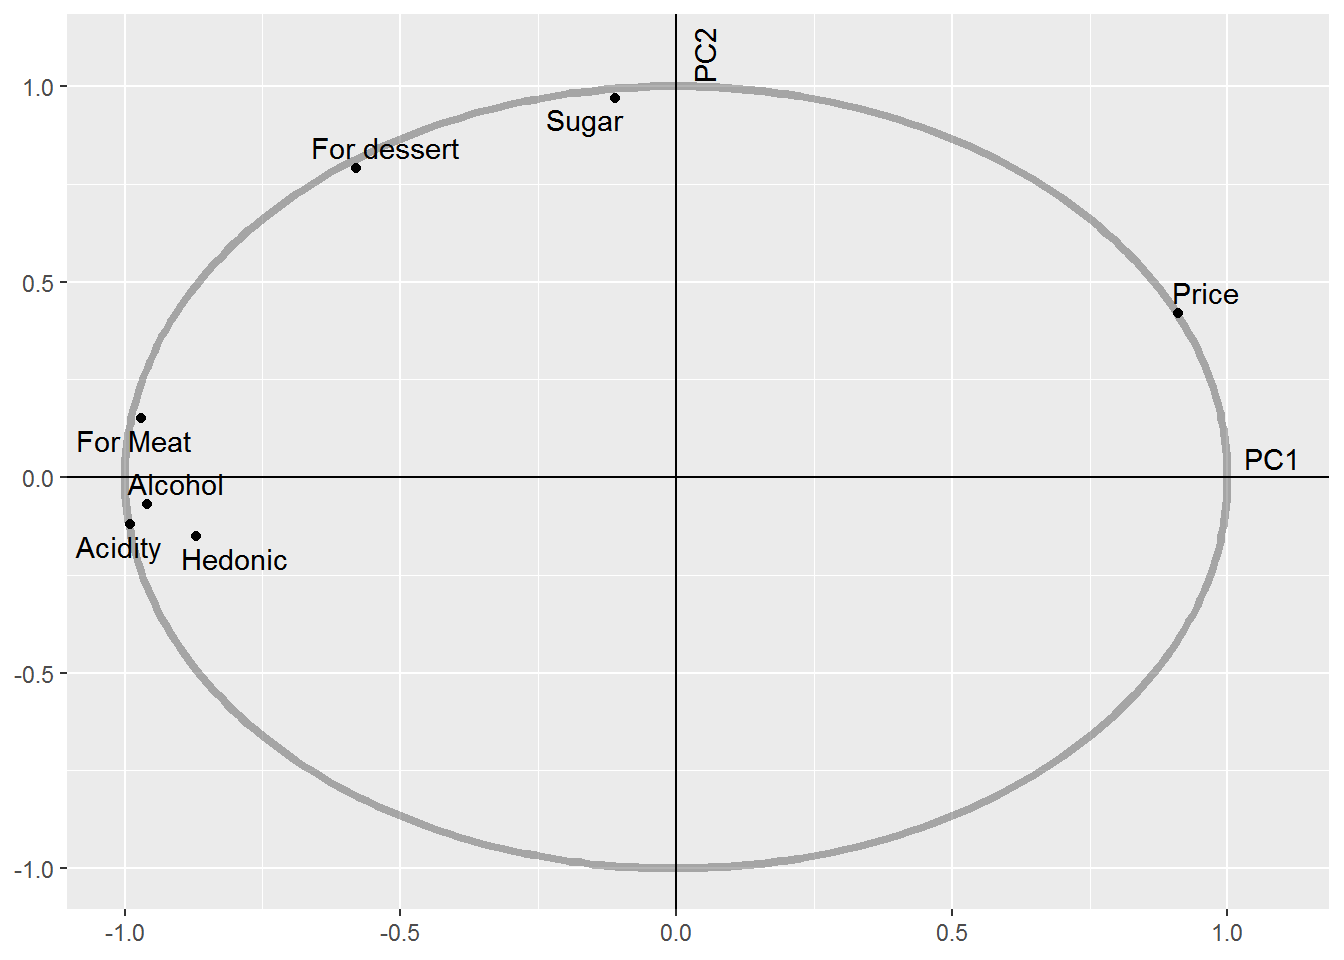 PC2
1.0
Sugar
For dessert
0.5
Price
For Meat
PC1
0.0
Alcohol
Acidity
Hedonic
-0.5
-1.0
-1.0
-0.5
0.0
0.5
1.0